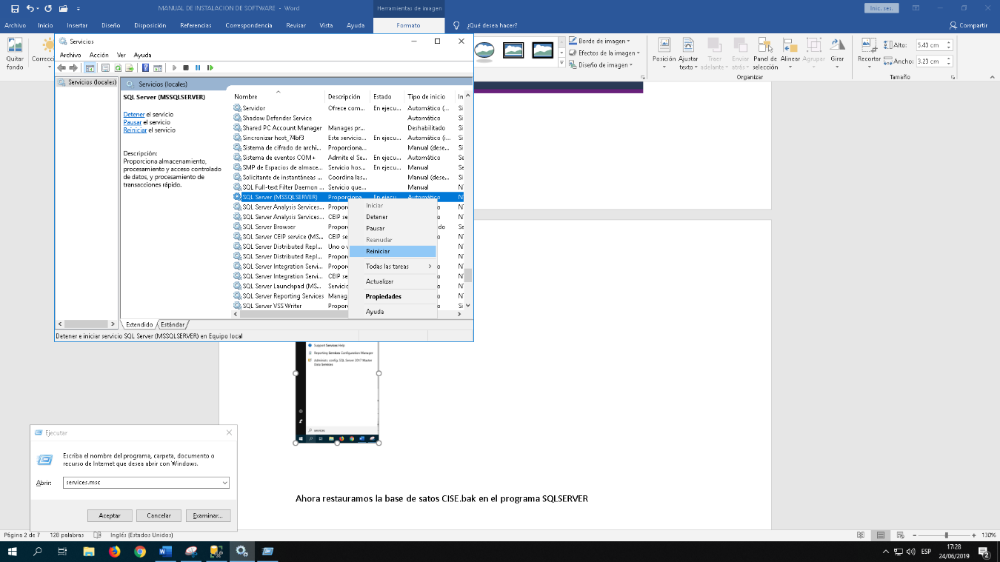 MANUAL DE INSTALACION DE SOFTWARE - Word
Herramientas de imagen
Inic. ses.
Archivo Inicio Insertar Diseño Disposición Referencias Correspondencia Revisar Vista Ayuda Formato ¿Qué desea hacer? Compartir
Quitar fondo
Borde de imagen
Efectos de la imagen
Diseño de imagen
Posición
Ajustar texto
Traer adelante
Enviar atrás
Panel de selección
Alinear
Agrupar
Girar
Organizar
Recortar
Alto: 5.43 cm
Ancho: 3.23 cm
Tamaño
Servicios
Archivo Acción Ver Ayuda
Servicios (locales)
Servicios (locales)
SQL Server (MSSQLSERVER)
Detener el servicio
Pausar el servicio
Reiniciar el servicio
Descripción:
Proporciona almacenamiento,
procesamiento y acceso controlado
de datos, y procesamiento de
transacciones rápido.
Nombre Descripción Estado Tipo de inicio In
Servidor Ofrece com... En ejecu... Automático (... Si
Shadow Defender Service Automático Si
Shared PC Account Manager Manages pr... Deshabilitado Si
Sincronizar host_74bf3 Este servicio... En ejecu... Automático (i... Si
Sistema de cifrado de archi... Proporciona... Manual (dese... Si
Sistema de eventos COM+ Admite el Se... En ejecu... Automático Se
SMP de Espacios de almace... Servicio hos... En ejecu... Manual Se
Solicitante de instantáneas ... Coordina las... Manual (dese... Si
SQL Full-text Filter Daemon ... Servicio que... Manual N
SQL Server (MSSQLSERVER) Proporciona... En ejecu... Automático N
SQL Server Analysis Services... Propor
SQL Server Analysis Services... CEIP se
SQL Server Browser Propor
SQL Server CEIP service (MS... CEIP se
SQL Server Distributed Repl... Uno o v
SQL Server Distributed Repl... Propor
SQL Server Integration Servi... Propor
SQL Server Integration Servi... CEIP se
SQL Server Launchpad (MS... Servicio
SQL Server Reporting Services Manag
SQL Server VSS Writer Propor
Iniciar
Detener
Pausar
Reanudar
Reiniciar
Todas las tareas
Actualizar
Propiedades
Ayuda
Extendido Estándar
Detener e iniciar servicio SQL Server (MSSQLSERVER) en Equipo local
Support Services Help
Reporting Services Configuration Manager
Administr. config. SQL Server 2017 Master
Data Services
services
Ejecutar
Escriba el nombre del programa, carpeta, documento o
recurso de Internet que desea abrir con Windows.
Abrir: services.msc
Aceptar Cancelar Examinar...
Ahora restauramos la base de satos CISE.bak en el programa SQLSERVER
Página 2 de 7 128 palabras Inglés (Estados Unidos) 130%
ESP
17:28
24/06/2019
2